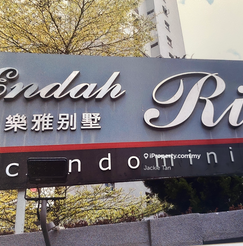 Endah Ri
樂雅别墅
condomini
iProperty.com.my
Jackie Tan